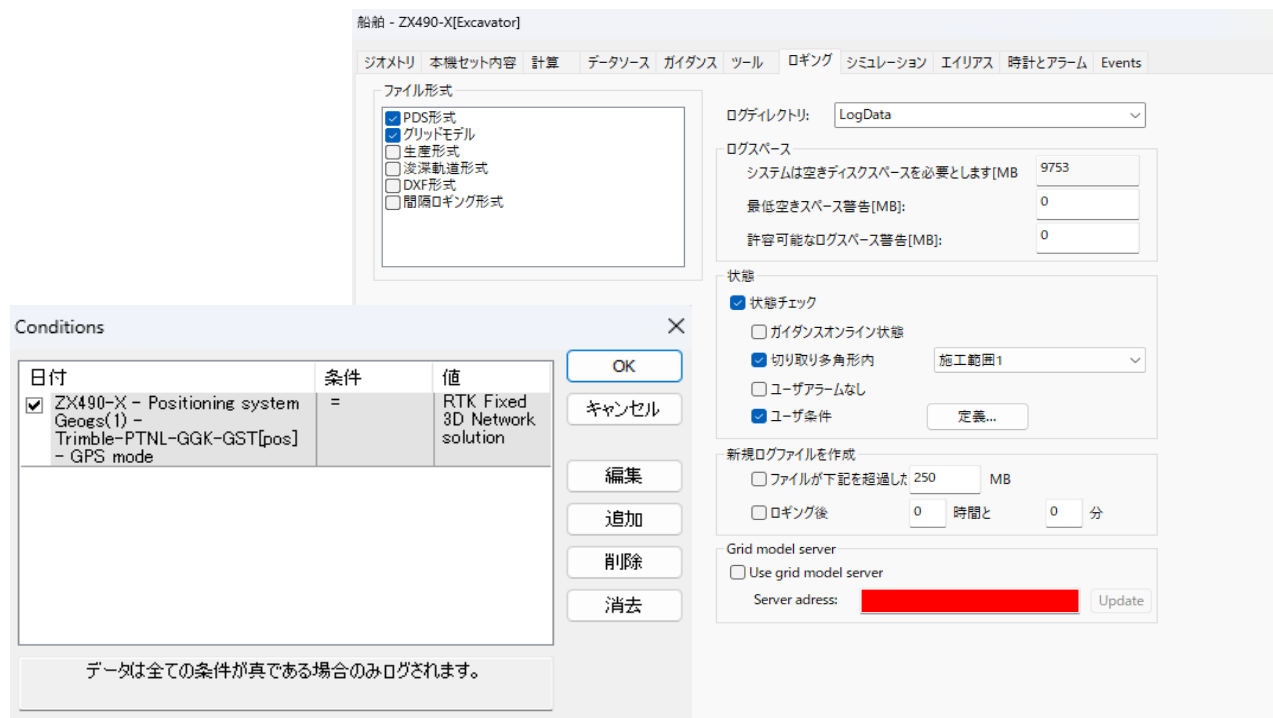 船舶 - ZX490-X[Excavator]
ジオメトリ 本機セット内容 計算 データソース ガイダンス ツール ロギング シミュレーション エイリアス 時計とアラーム Events
ファイル形式
PDS形式
グリッドモデル
生産形式
浚渫軌道形式
DXF形式
間隔ロギング形式
ログディレクトリ: LogData
ログスペース
システムは空きディスクスペースを必要とします[MB 9753
最低空きスペース警告[MB]: 0
許容可能なログスペース警告[MB]: 0
状態
状態チェック
ガイダンスオンライン状態
切り取り多角形内 施工範囲1
ユーザアラームなし
ユーザ条件 定義...
新規ログファイルを作成
ファイルが下記を超過した 250 MB
ロギング後 0 時間と 0 分
Grid model server
Use grid model server
Server adress: Update
Conditions
日付 条件 値
ZX490-X - Positioning system = RTK Fixed
Geogs(1) - 3D Network
Trimble-PTNL-GGK-GST[pos] solution
- GPS mode
OK
キャンセル
編集
追加
削除
消去
データは全ての条件が真である場合のみログされます。